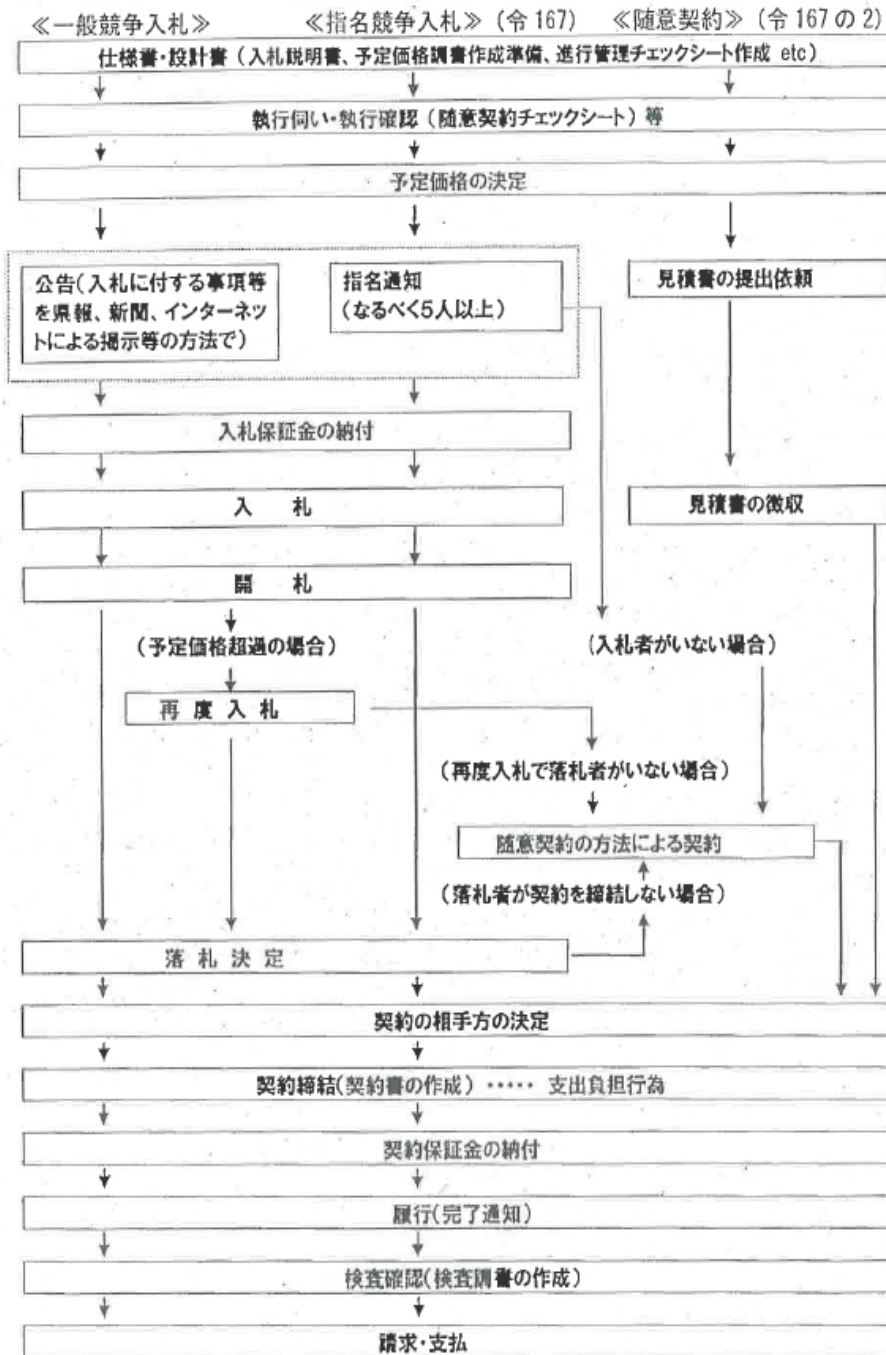 ≪一般競争入札≫ ≪指名競争入札≫(令167) ≪随意契約≫(令167の2)
仕様書・設計書(入札説明書、予定価格調書作成準備、進行管理チェックシート作成 etc)
執行伺い・執行確認(随意契約チェックシート)等
予定価格の決定
公告(入札に付する事項等
を県報、新聞、インターネッ
トによる掲示等の方法で)
指名通知
(なるべく5人以上)
見積書の提出依頼
入札保証金の納付
入 札
見積書の徴収
開 札
(予定価格超過の場合)
(入札者がいない場合)
再 度 入 札
(再度入札で落札者がいない場合)
随意契約の方法による契約
(落札者が契約を締結しない場合)
落 札 決 定
契約の相手方の決定
契約締結(契約書の作成) ・・・・・ 支出負担行為
契約保証金の納付
履行(完了通知)
検査確認(検査調書の作成)
請求・支払